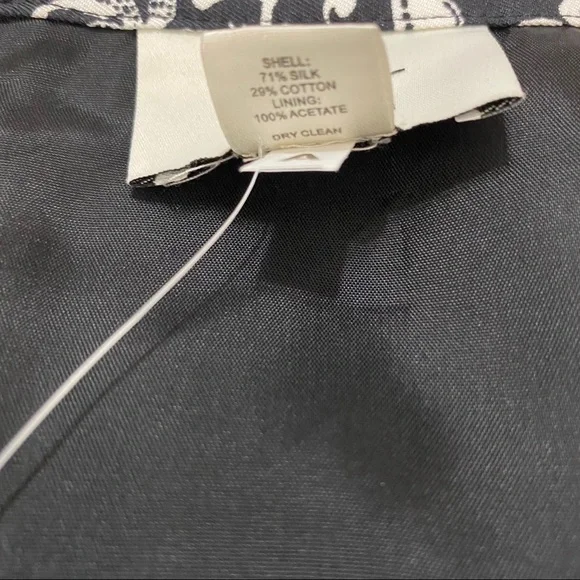 SHELL:
71% SILK
29% COTTON
LINING:
100% ACETATE
DRY CLEAN